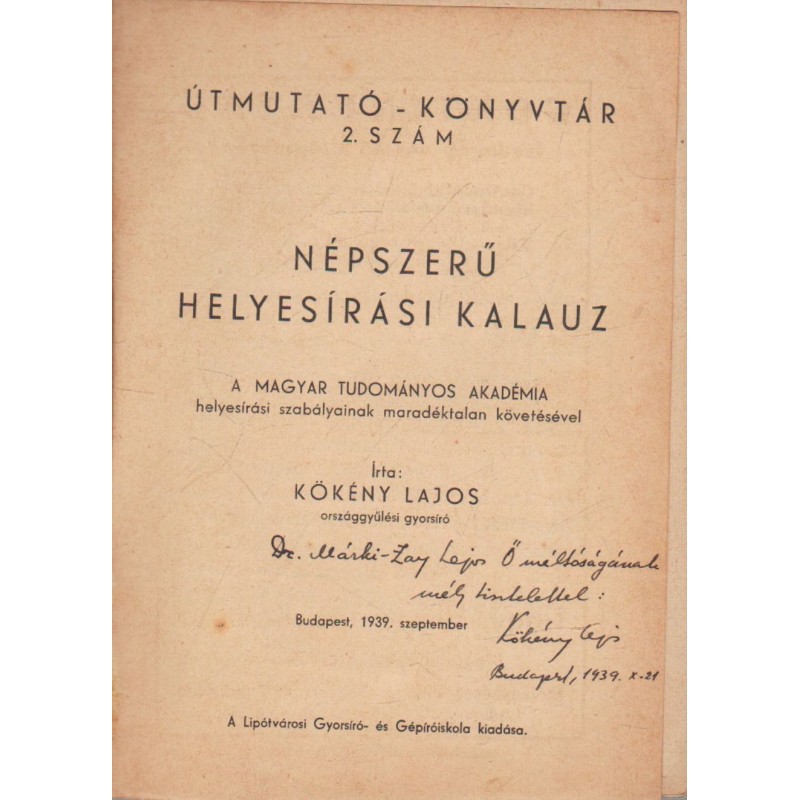 ÚTMUTATÓ - KÖNYVTÁR
2. SZÁM
NÉPSZERŰ
HELYESÍRÁSI KALAUZ
A MAGYAR TUDOMÁNYOS AKADÉMIA
helyesírási szabályainak maradéktalan követésével
Írta:
KÖKÉNY LAJOS
országgyűlési gyorsíró
Dr. Márki-Zay Lajos Ő méltóságának
mély tisztelettel:
Budapest, 1939. szeptember
Kökény Lajos
Budapest, 1939. X-21
A Lipótvárosi Gyorsíró- és Gépíróiskola kiadása.